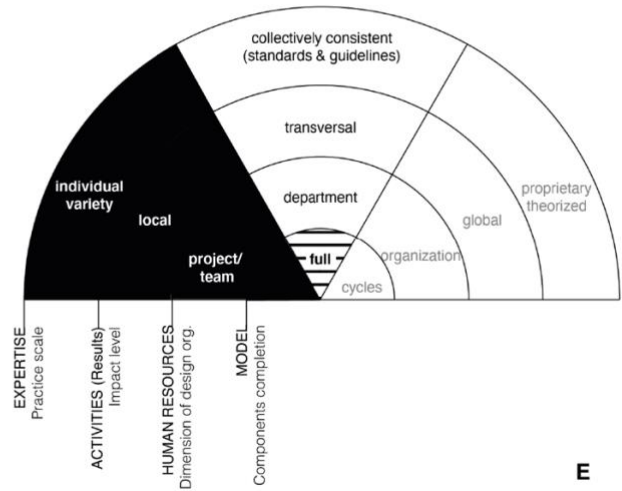 collectively consistent
(standards & guidelines)
transversal
individual
variety
local
department
proprietary
theorized
global
project/
team
full
organization
cycles
EXPERTISE
Practice scale
ACTIVITIES (Results)
Impact level
HUMAN RESOURCES
Dimension of design org.
MODEL
Components completion
E